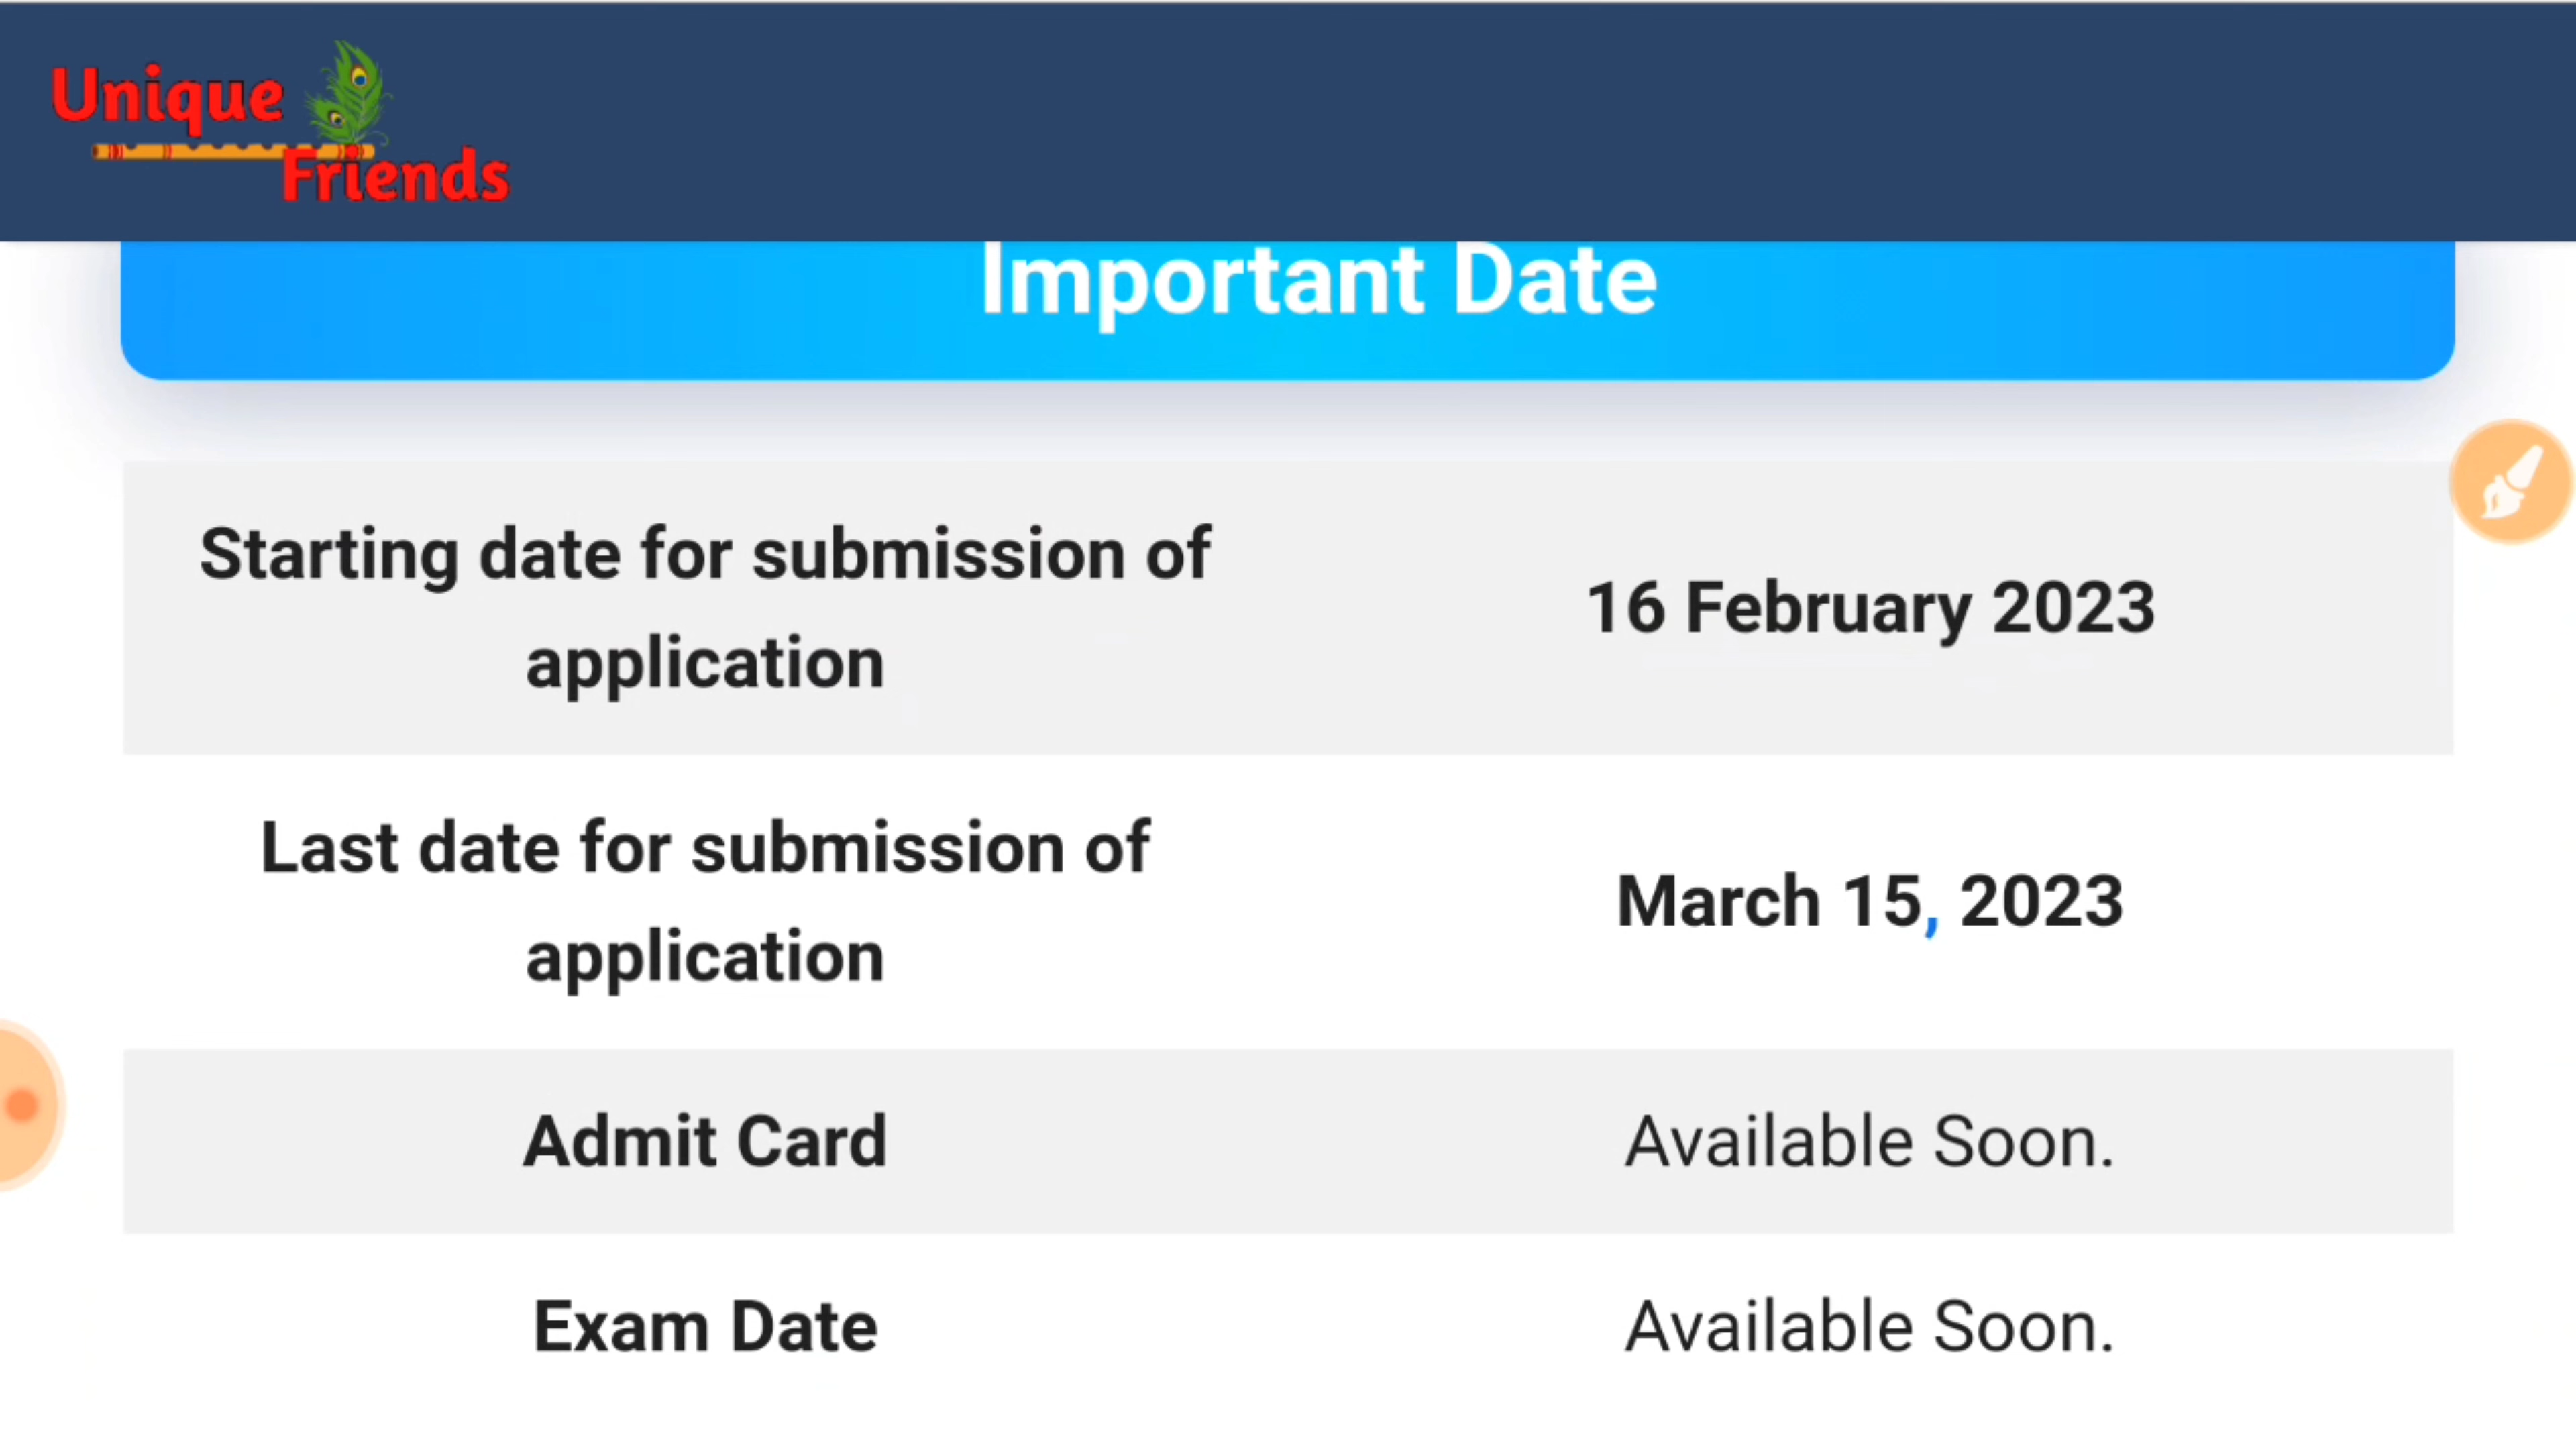 Unique
Friends
Important Date
Starting date for submission of
application
16 February 2023
Last date for submission of
application
March 15, 2023
Admit Card
Available Soon.
Exam Date
Available Soon.